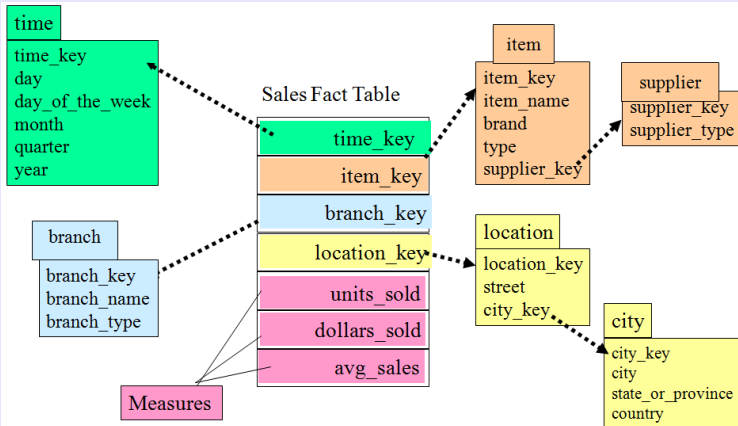 time
time_key
day
day_of_the_week
month
quarter
year
Sales Fact Table
time_key
item_key
branch_key
location_key
units_sold
dollars_sold
avg_sales
Measures
branch
branch_key
branch_name
branch_type
item
item_key
item_name
brand
type
supplier_key
supplier
supplier_key
supplier_type
location
location_key
street
city_key
city
city_key
city
state_or_province
country